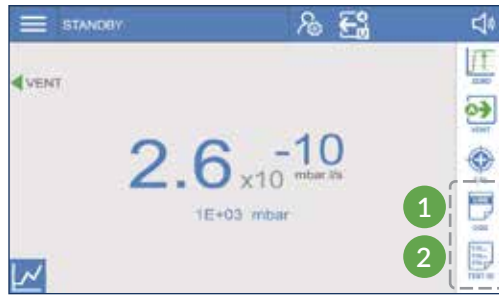 STANDBY
VENT
2.6 x10 -10
mbar l/s
1E+03 mbar
ZERO
VENT
1
2
TEST ID